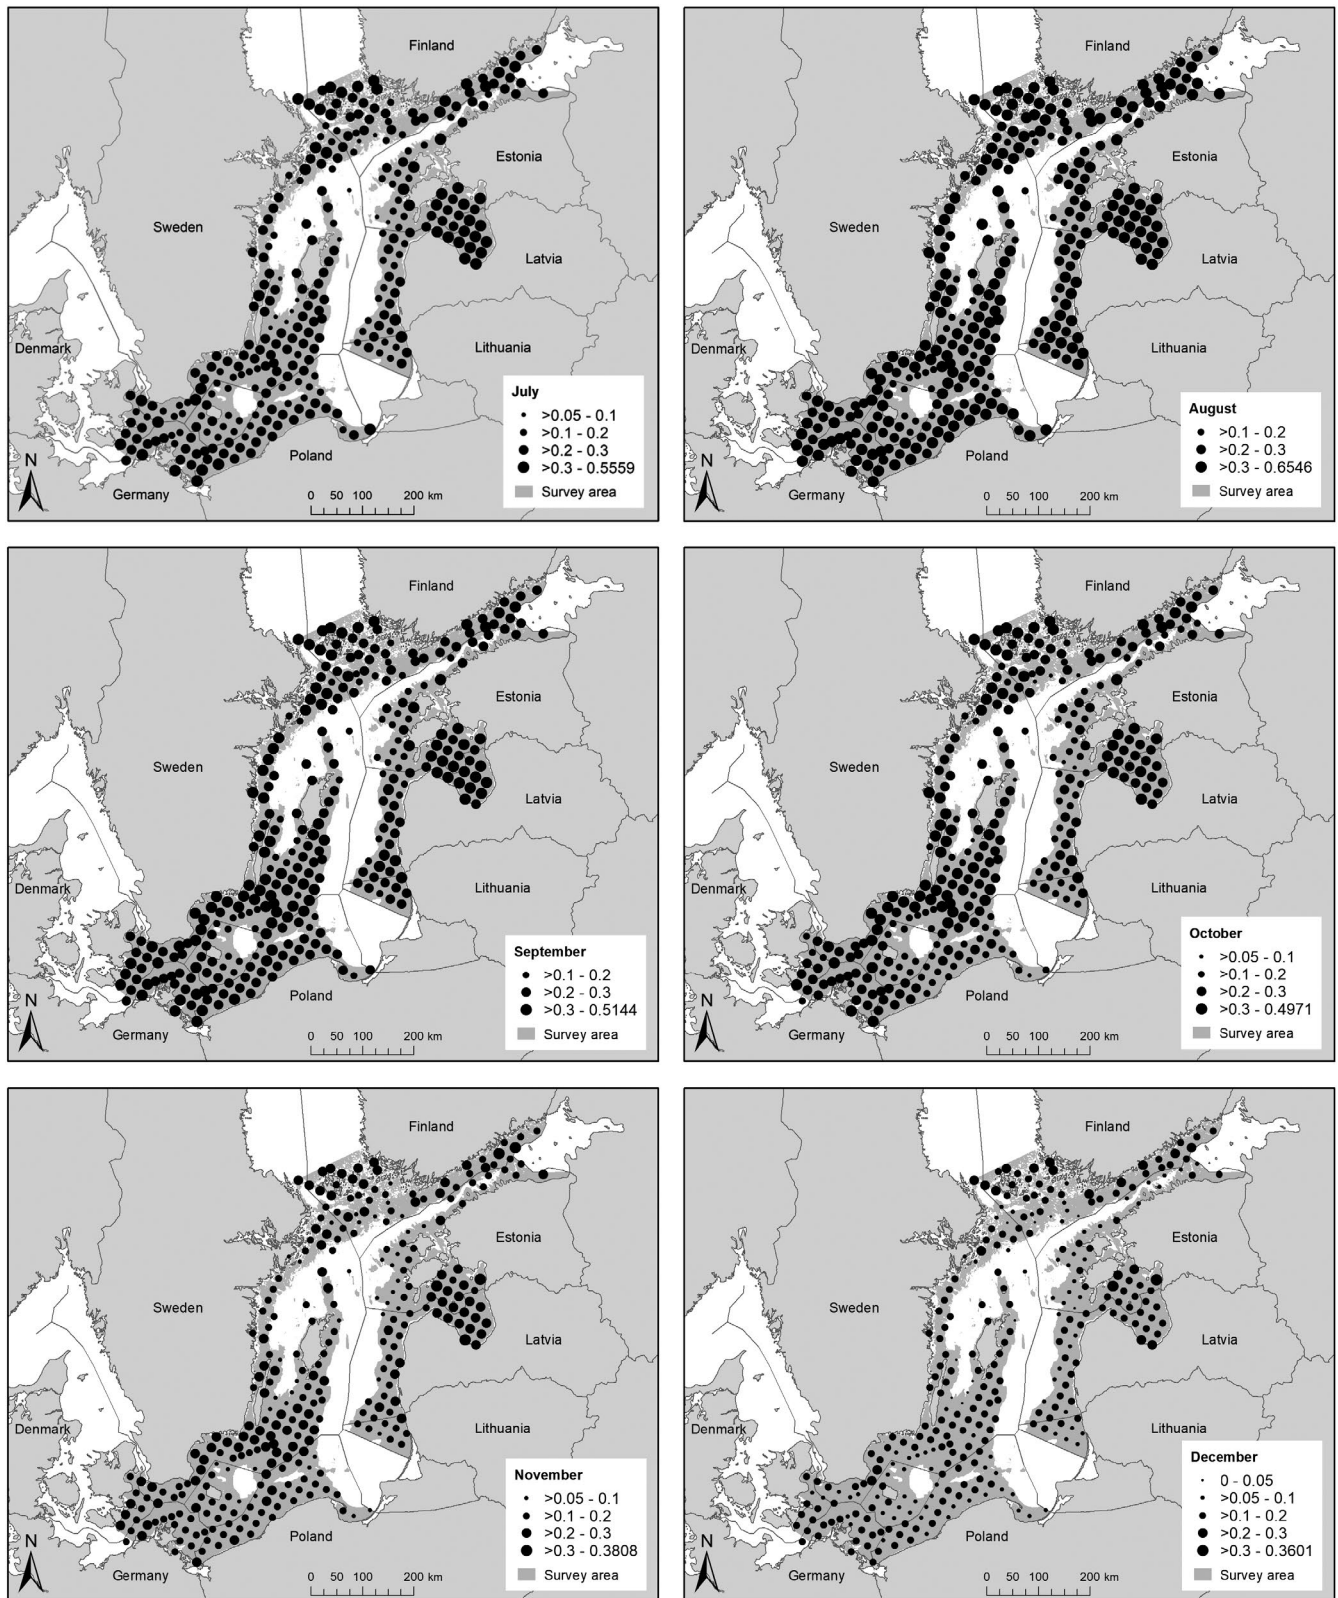 Finland
Estonia
Sweden
Latvia
Denmark
Lithuania
Poland
Germany
N
0 50 100 200 km
July
>0.05 - 0.1
>0.1 - 0.2
>0.2 - 0.3
>0.3 - 0.5559
Survey area
Finland
Estonia
Sweden
Latvia
Denmark
Lithuania
Poland
Germany
N
0 50 100 200 km
August
>0.1 - 0.2
>0.2 - 0.3
>0.3 - 0.6546
Survey area
Finland
Estonia
Sweden
Latvia
Denmark
Lithuania
Poland
Germany
N
0 50 100 200 km
September
>0.1 - 0.2
>0.2 - 0.3
>0.3 - 0.5144
Survey area
Finland
Estonia
Sweden
Latvia
Denmark
Lithuania
Poland
Germany
N
0 50 100 200 km
October
>0.05 - 0.1
>0.1 - 0.2
>0.2 - 0.3
>0.3 - 0.4971
Survey area
Finland
Estonia
Sweden
Latvia
Denmark
Lithuania
Poland
Germany
N
0 50 100 200 km
November
>0.05 - 0.1
>0.1 - 0.2
>0.2 - 0.3
>0.3 - 0.3808
Survey area
Finland
Estonia
Sweden
Latvia
Denmark
Lithuania
Poland
Germany
N
0 50 100 200 km
December
0 - 0.05
>0.05 - 0.1
>0.1 - 0.2
>0.2 - 0.3
>0.3 - 0.3601
Survey area